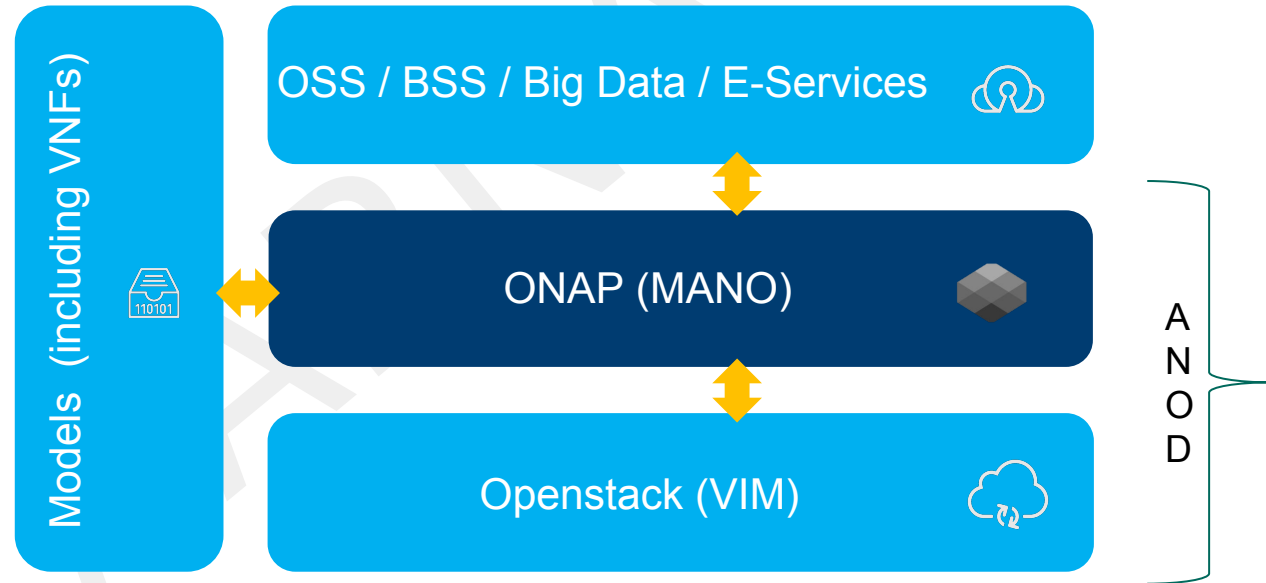 Models (including VNFs)
110101
OSS / BSS / Big Data / E-Services
ONAP (MANO)
Openstack (VIM)
A
N
O
D